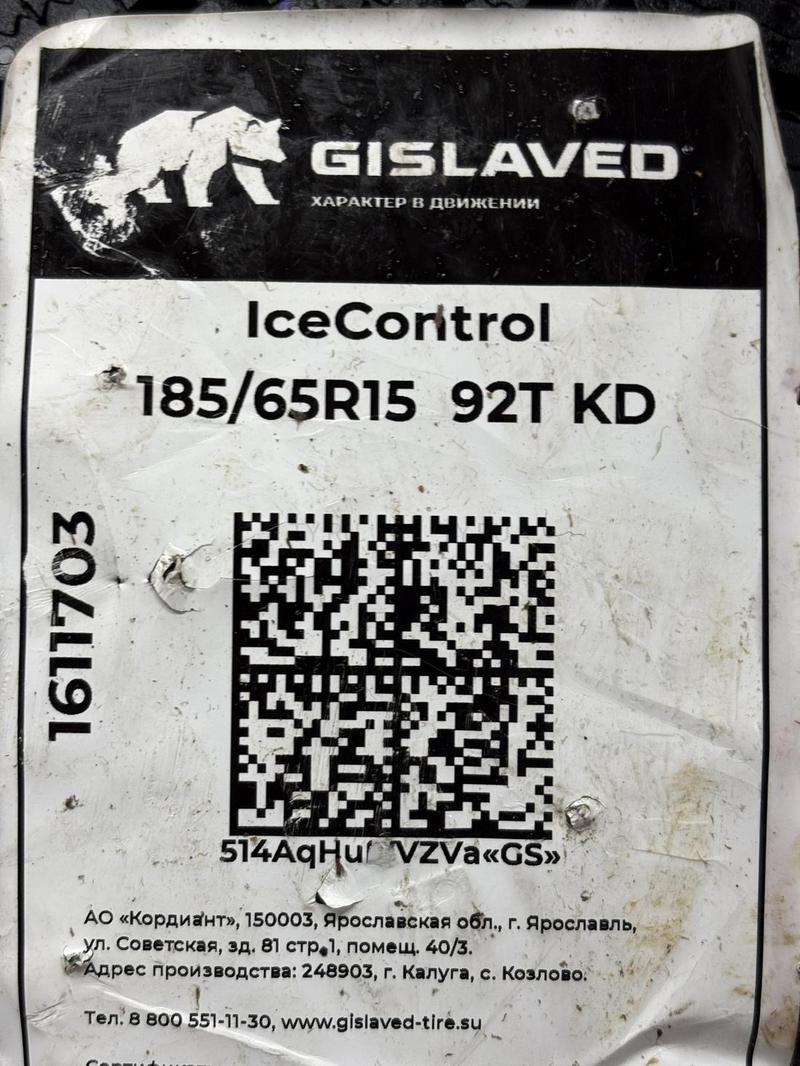 GISLAVED
ХАРАКТЕР В ДВИЖЕНИИ
IceControl
185/65R15 92T KD
1611703
АО «Кордиант», 150003, Ярославская обл., г. Ярославль,
ул. Советская, зд. 81 стр.1, помещ. 40/3.
Адрес производства: 248903, г. Калуга, с. Козлово.
Тел. 8 800 551-11-30, www.gislaved-tire.su